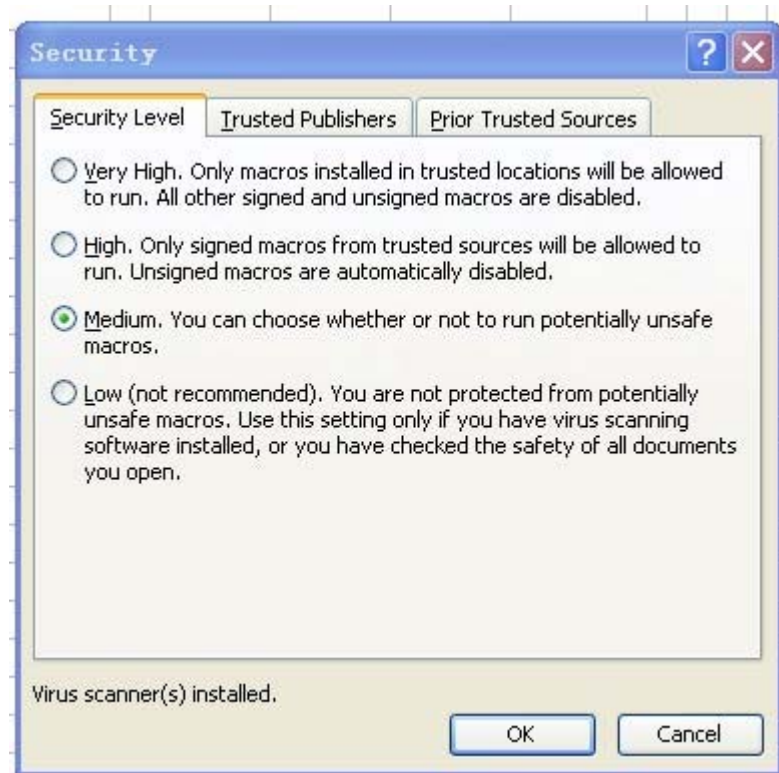 Security
Security Level Trusted Publishers Prior Trusted Sources
Very High. Only macros installed in trusted locations will be allowed
to run. All other signed and unsigned macros are disabled.
High. Only signed macros from trusted sources will be allowed to
run. Unsigned macros are automatically disabled.
Medium. You can choose whether or not to run potentially unsafe
macros.
Low (not recommended). You are not protected from potentially
unsafe macros. Use this setting only if you have virus scanning
software installed, or you have checked the safety of all documents
you open.
Virus scanner(s) installed.
OK Cancel